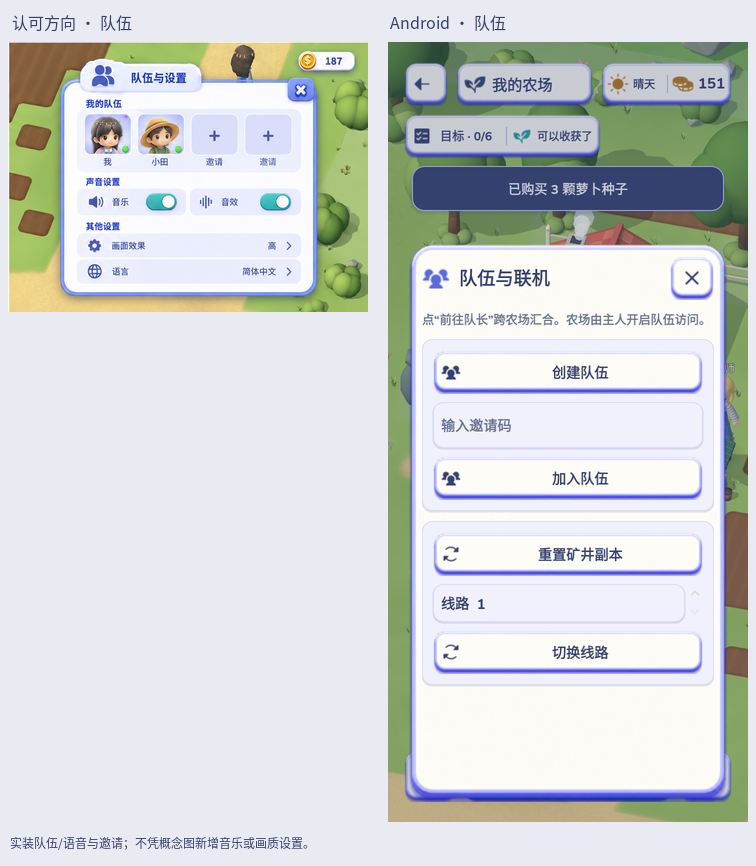 认可方向 · 队伍
187
队伍与设置
我的队伍
我
小田
邀请
邀请
声音设置
音乐
音效
其他设置
画面效果
高
语言
简体中文
Android · 队伍
我的农场
晴天
151
目标 · 0/6
可以收获了
已购买 3 颗萝卜种子
队伍与联机
点“前往队长”跨农场汇合。农场由主人开启队伍访问。
创建队伍
输入邀请码
加入队伍
重置矿井副本
线路 1
切换线路
实装队伍/语音与邀请；不凭概念图新增音乐或画质设置。